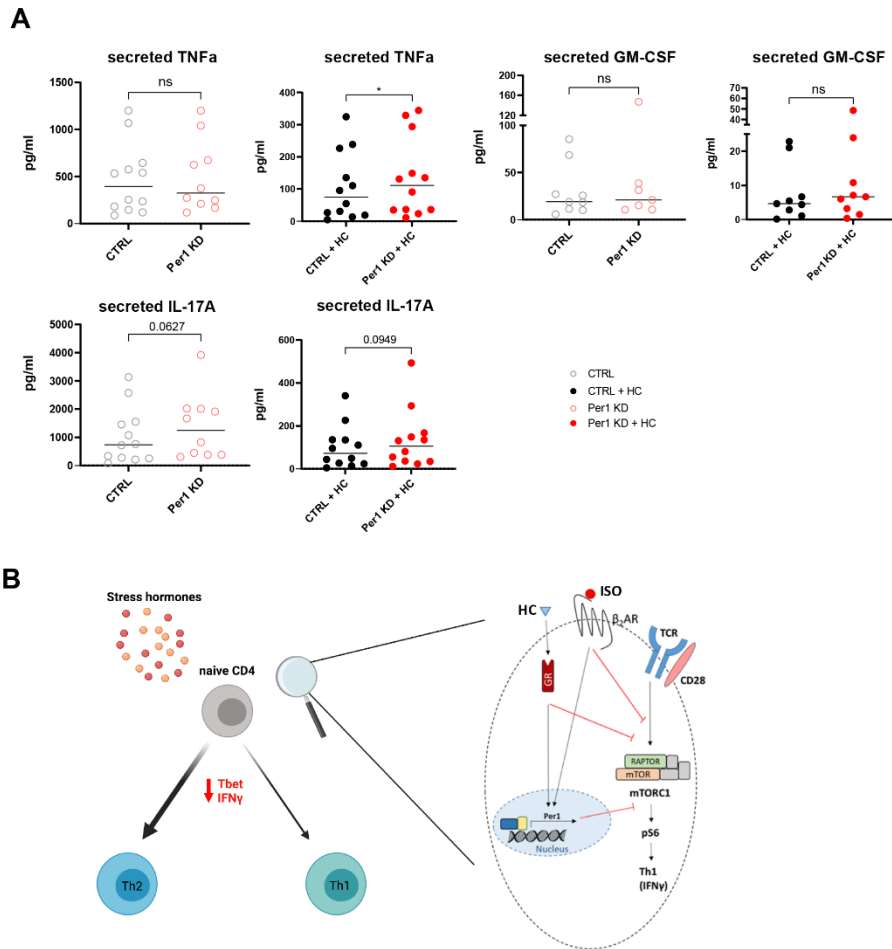 A
secreted TNFa
1500
1000
500
0
pg/ml
ns
CTRL
Per1 KD
secreted TNFa
400
300
200
100
0
pg/ml
*
CTRL + HC
Per1 KD + HC
secreted GM-CSF
200
160
120
50
25
0
pg/ml
ns
CTRL
Per1 KD
secreted GM-CSF
70
60
50
40
30
20
10
0
pg/ml
ns
CTRL + HC
Per1 KD + HC
secreted IL-17A
5000
4000
3000
2000
1000
0
pg/ml
0.0627
CTRL
Per1 KD
secreted IL-17A
600
400
200
0
pg/ml
0.0949
CTRL + HC
Per1 KD + HC
CTRL
CTRL + HC
Per1 KD
Per1 KD + HC
B
Stress hormones
naive CD4
Tbet
IFNγ
Th2
Th1
HC
ISO
β2AR
TCR
CD28
GR
RAPTOR
mTOR
mTORC1
Per1
Nucleus
pS6
Th1
(IFNγ)